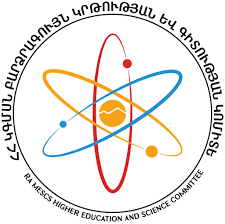 ՀՀ ԿԳՄՍՆ ԲԱՐՁՐԱԳՈՒՅՆ ԿՐԹՈՒԹՅԱՆ ԵՎ ԳԻՏՈՒԹՅԱՆ ԿՈՄԻՏԵ
RA MESCS HIGHER EDUCATION AND SCIENCE COMMITTEE